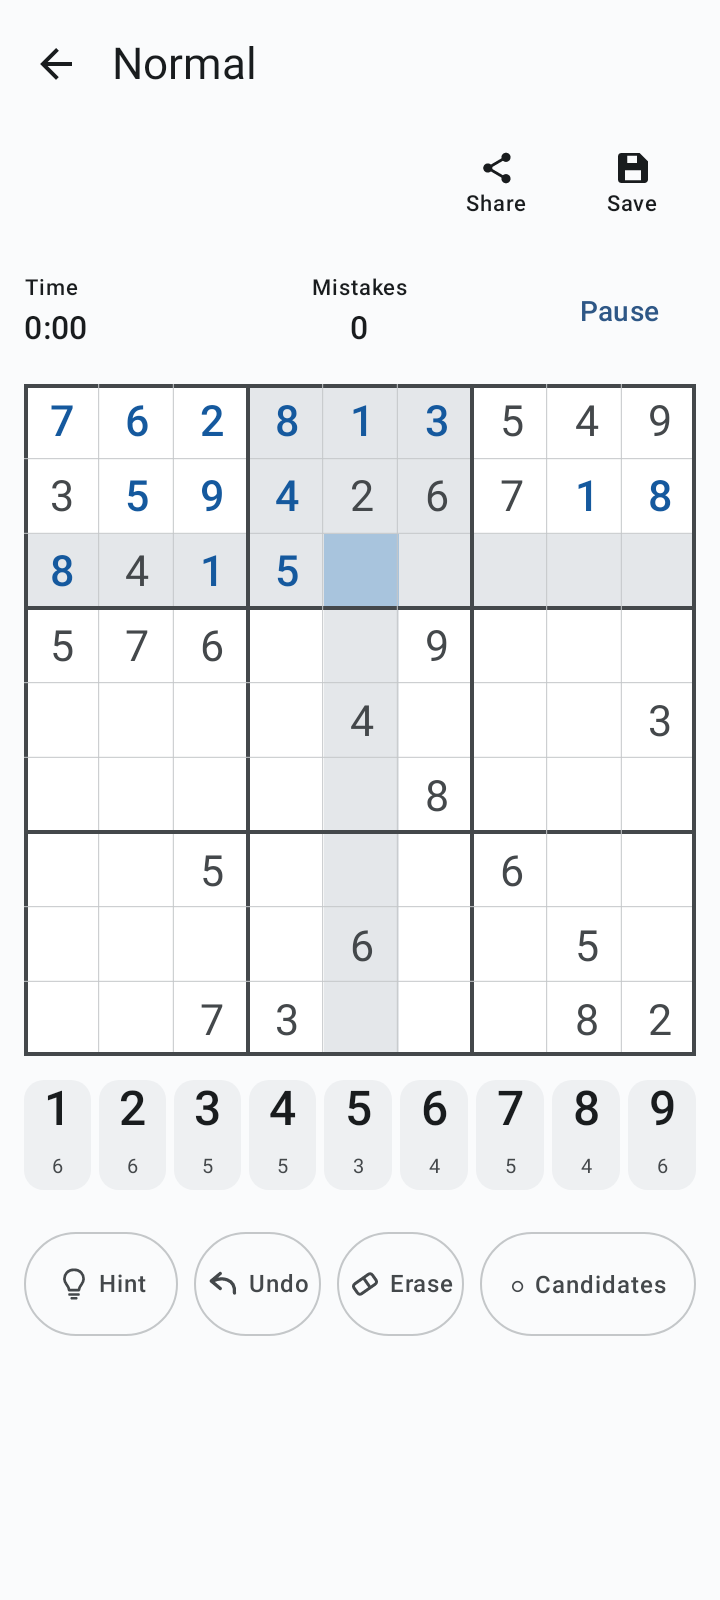 Normal
Share Save
Time Mistakes
0:00 0 Pause
7 6 2 8 1 3 5 4 9
3 5 9 4 2 6 7 1 8
8 4 1 5
5 7 6 9
4 3
8
5 6
6 5
7 3 8 2
1 2 3 4 5 6 7 8 9
6 6 5 5 3 4 5 4 6
Hint Undo Erase Candidates